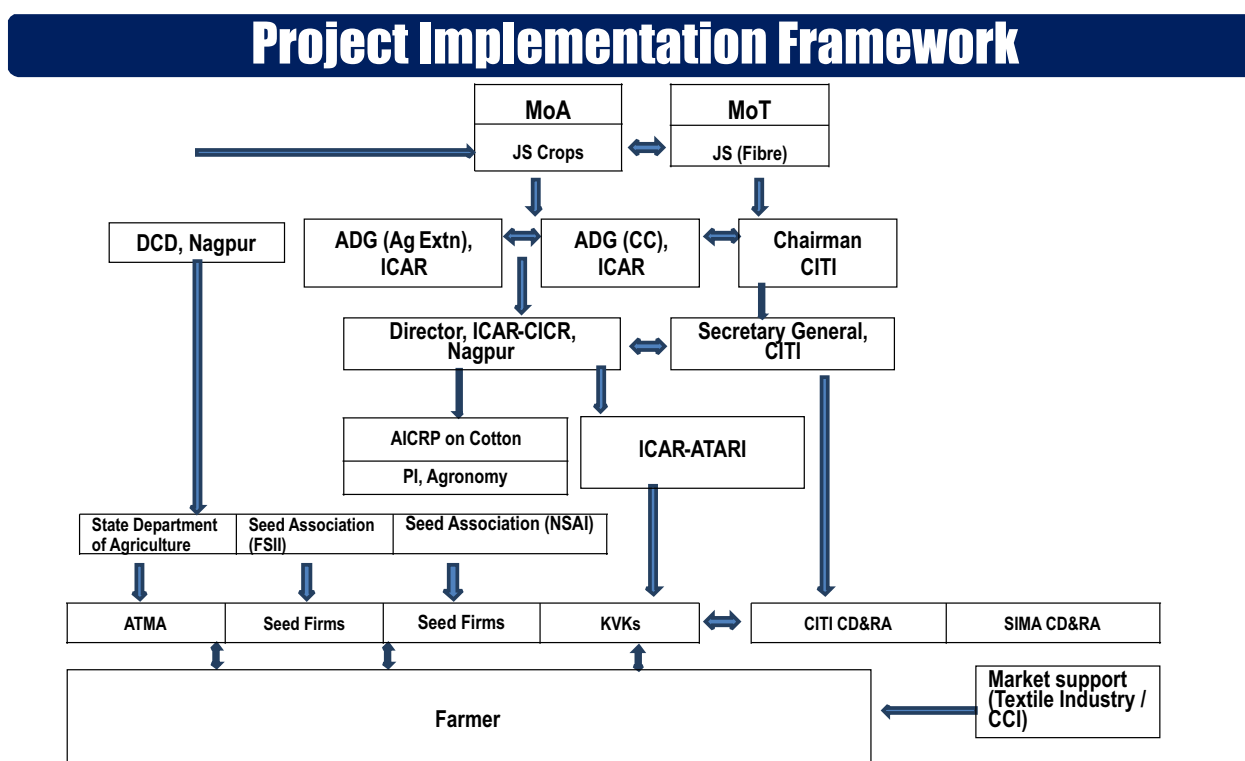 Project Implementation Framework
MoA
MoT
JS Crops
JS (Fibre)
DCD, Nagpur
ADG (Ag Extn),
ICAR
ADG (CC),
ICAR
Chairman
CITI
Director, ICAR-CICR,
Nagpur
Secretary General,
CITI
AICRP on Cotton
PI, Agronomy
ICAR-ATARI
State Department
of Agriculture
Seed Association
(FSII)
Seed Association (NSAI)
ATMA
Seed Firms
Seed Firms
KVKs
CITI CD&RA
SIMA CD&RA
Farmer
Market support
(Textile Industry /
CCI)